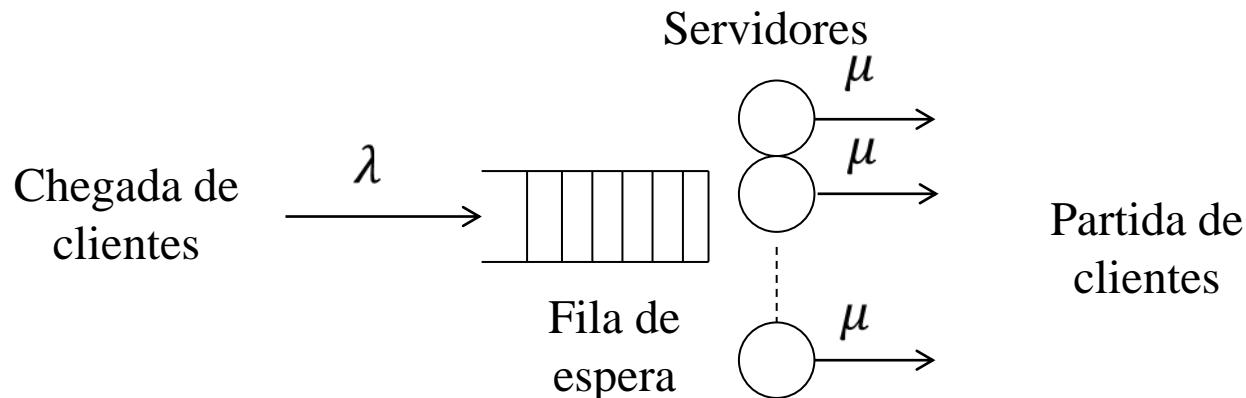 Servidores
μ
λ
μ
Chegada de
clientes
Partida de
clientes
Fila de
espera
μ